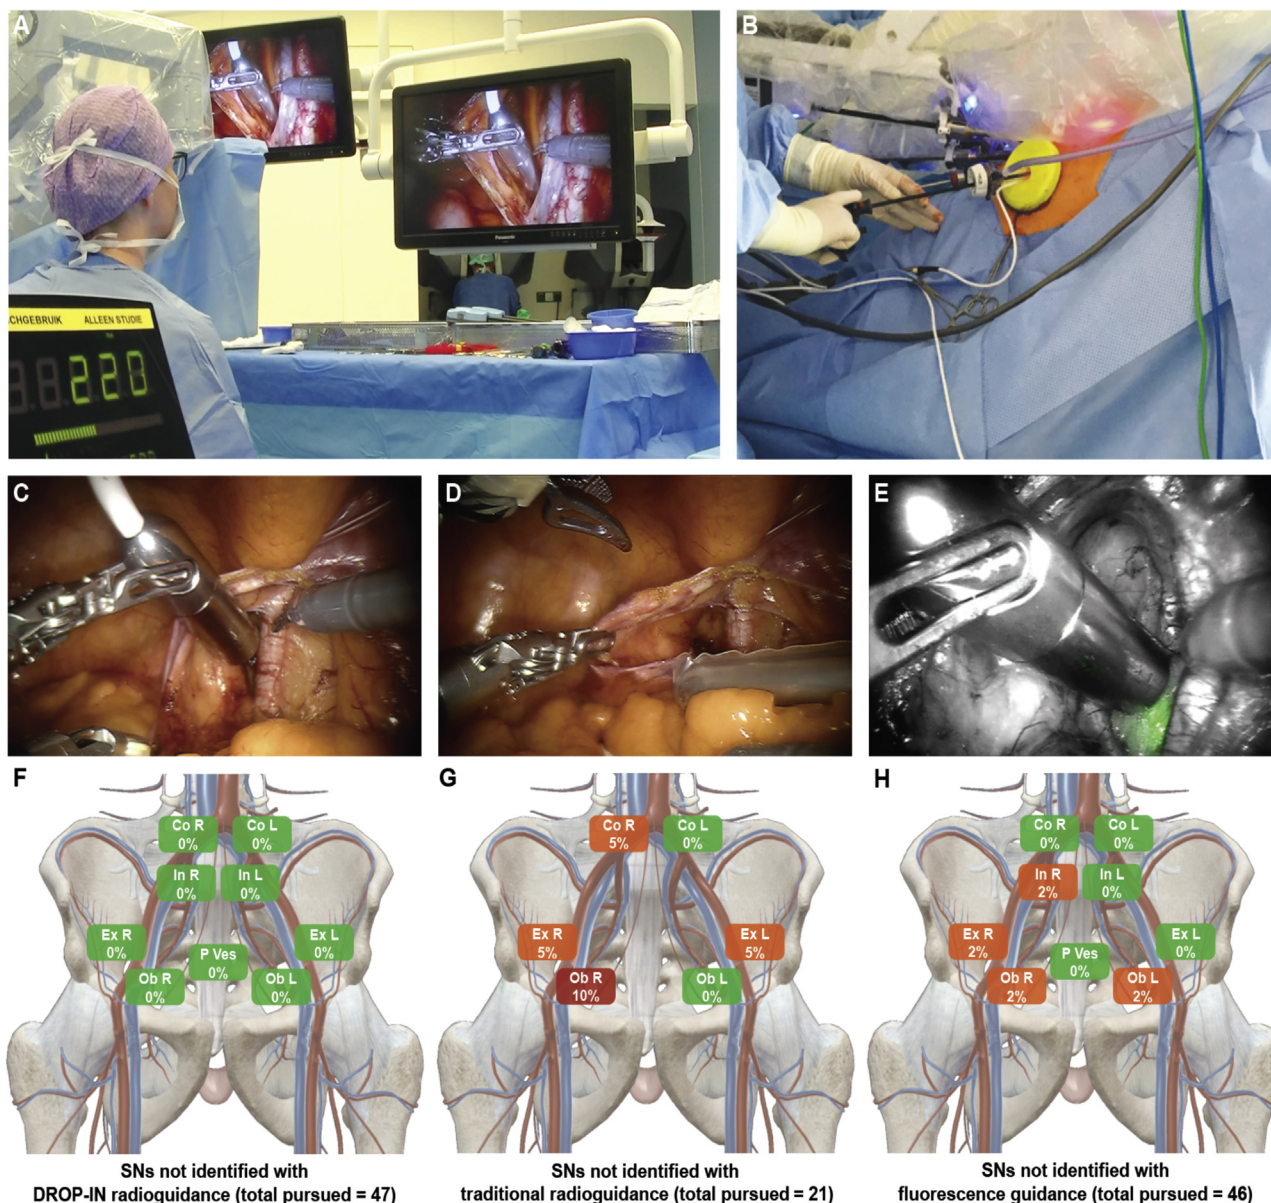 A
B
Panasonic
CHGEBRUIK ALLEEN STUDIE
220
C
D
E
F
Co R
0%
Co L
0%
In R
0%
In L
0%
Ex R
0%
P Ves
0%
Ex L
0%
Ob R
0%
Ob L
0%
SNs not identified with
DROP-IN radioguidance (total pursued = 47)
G
Co R
5%
Co L
0%
Ex R
5%
Ex L
5%
Ob R
10%
Ob L
0%
SNs not identified with
traditional radioguidance (total pursued = 21)
H
Co R
0%
Co L
0%
In R
2%
In L
0%
Ex R
2%
P Ves
0%
Ex L
0%
Ob R
2%
Ob L
2%
SNs not identified with
fluorescence guidance (total pursued = 46)